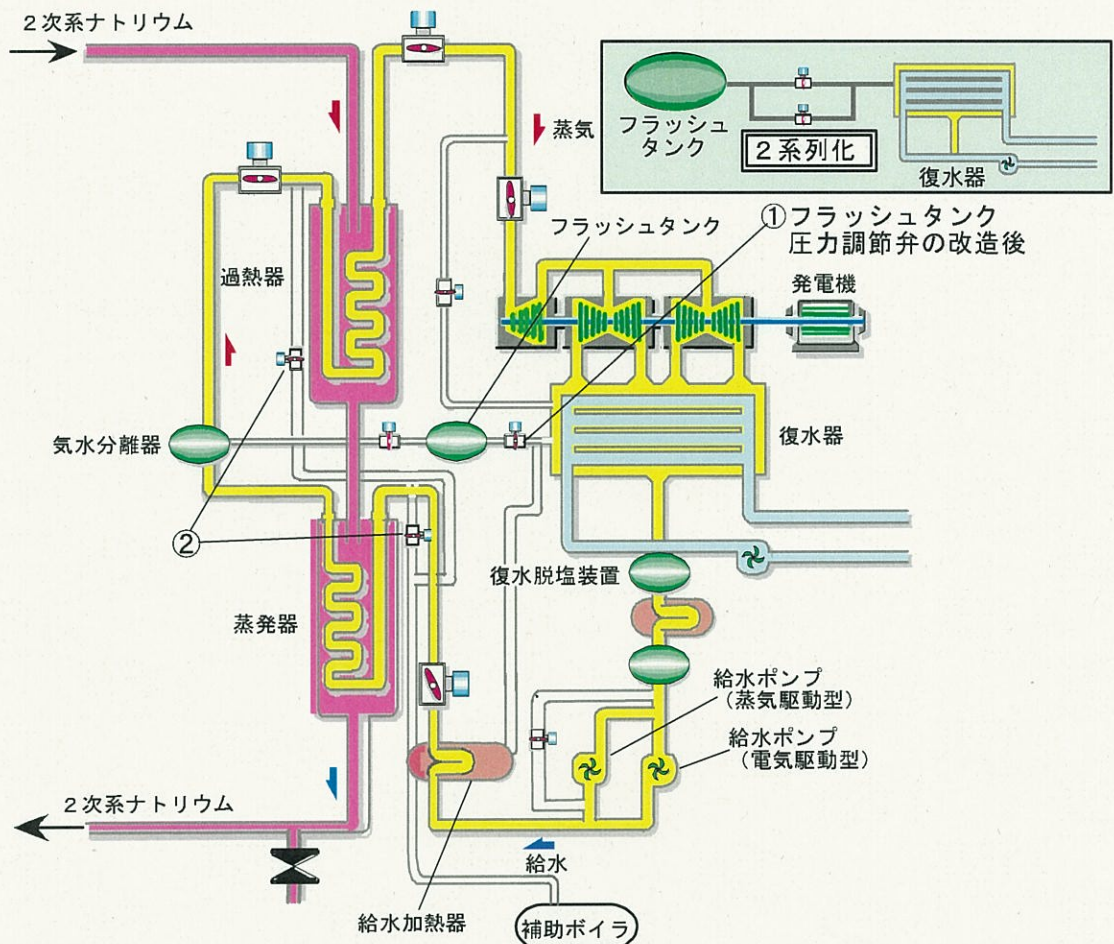 2次系ナトリウム
蒸気
フラッシュ
タンク
2系列化
復水器
フラッシュタンク
①フラッシュタンク
圧力調節弁の改造後
過熱器
発電機
気水分離器
復水器
②
復水脱塩装置
蒸発器
給水ポンプ
(蒸気駆動型)
給水ポンプ
(電気駆動型)
2次系ナトリウム
給水
給水加熱器
補助ボイラ